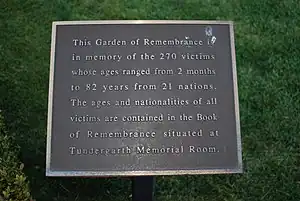 This Garden of Remembrance is
in memory of the 270 victims
whose ages ranged from 2 months
to 82 years from 21 nations.
The ages and nationalities of all
victims are contained in the Book
of Remembrance situated at
Tundergarth Memorial Room.